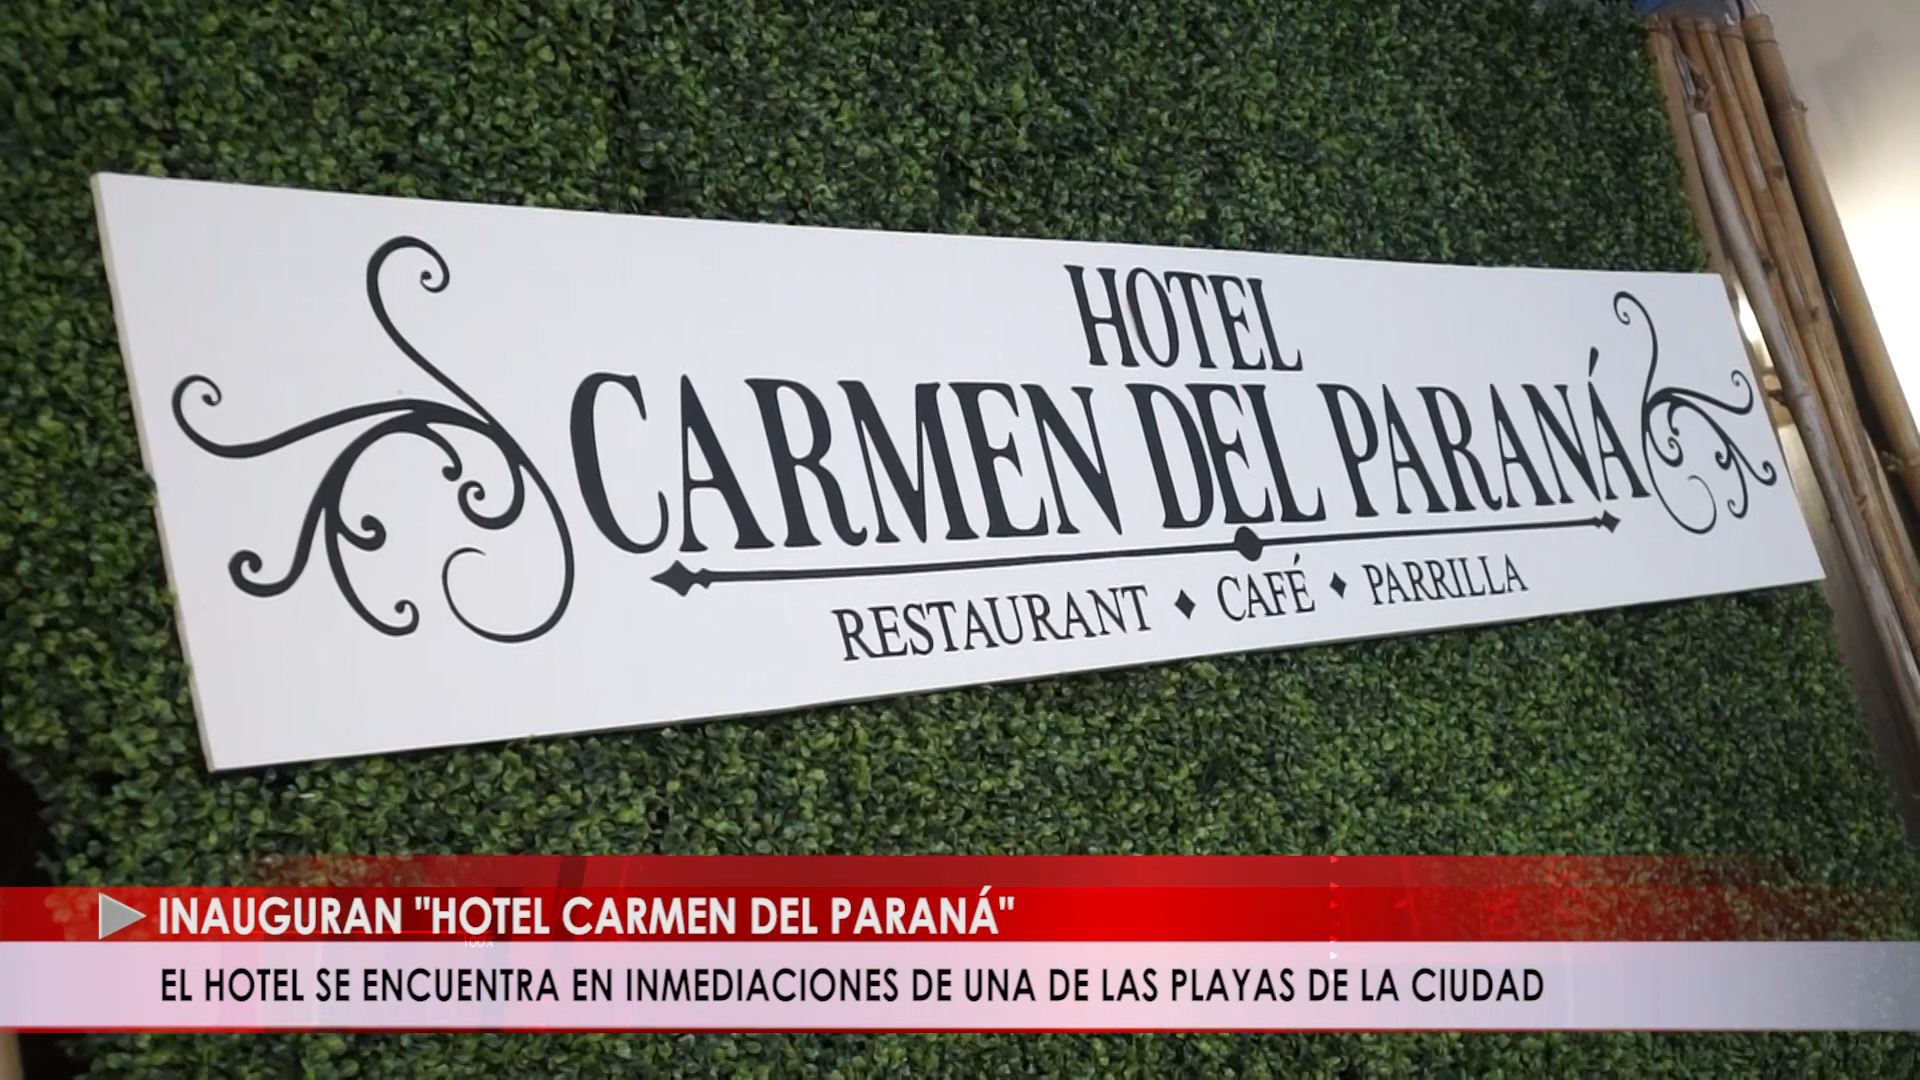 HOTEL
CARMEN DEL PARANÁ
RESTAURANT ♦ CAFÉ ♦ PARRILLA
INAUGURAN "HOTEL CARMEN DEL PARANÁ"
100%
EL HOTEL SE ENCUENTRA EN INMEDIACIONES DE UNA DE LAS PLAYAS DE LA CIUDAD